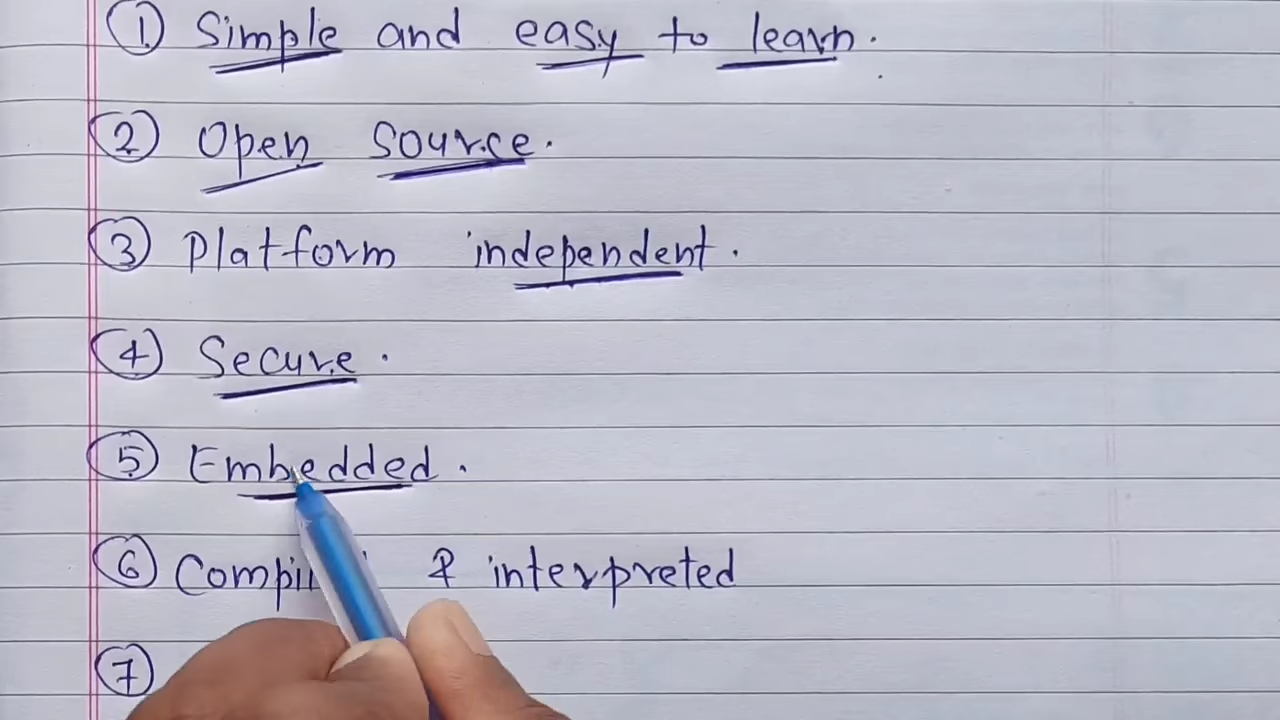 ① Simple and easy to learn.
② Open Source.
③ Platform independent.
④ Secure.
⑤ Embedded.
⑥ & interpreted
⑦